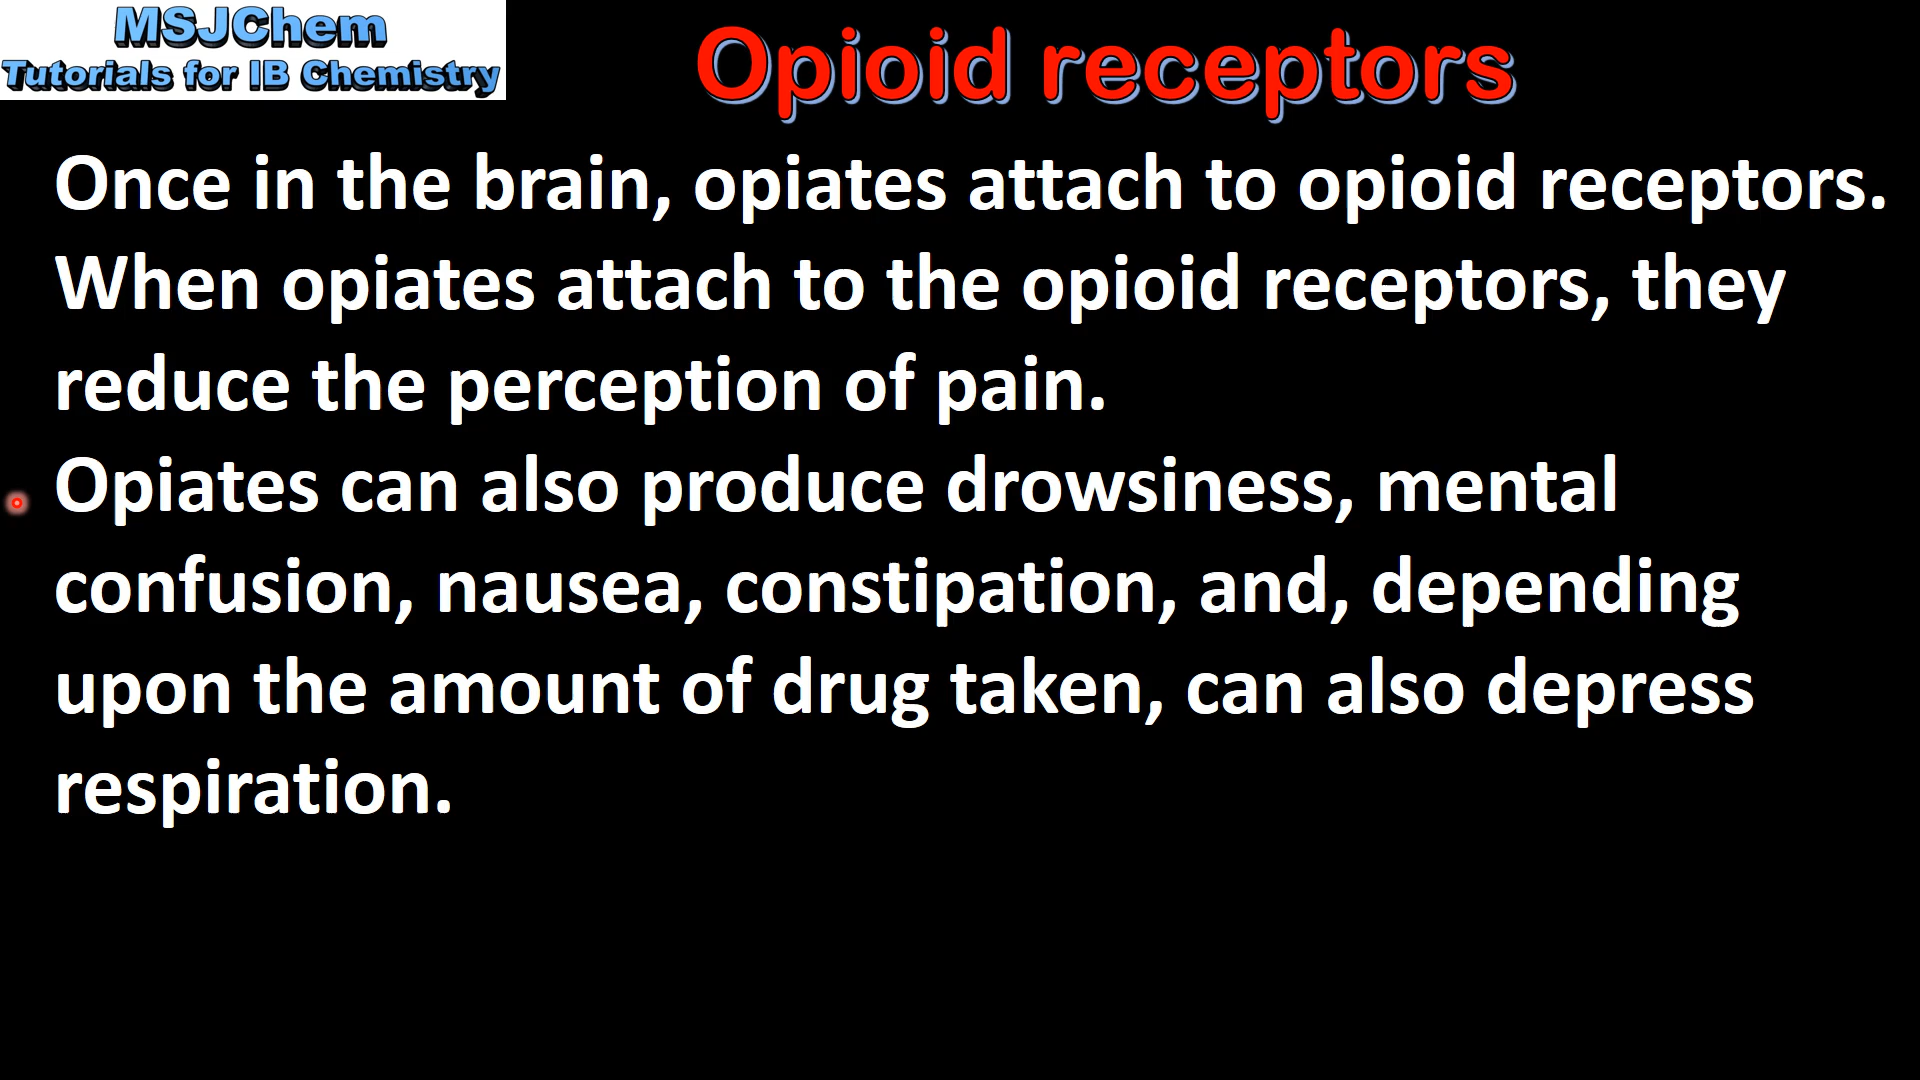 MSJChem
Tutorials for IB Chemistry
Opioid receptors
Once in the brain, opiates attach to opioid receptors.
When opiates attach to the opioid receptors, they
reduce the perception of pain.
Opiates can also produce drowsiness, mental
confusion, nausea, constipation, and, depending
upon the amount of drug taken, can also depress
respiration.